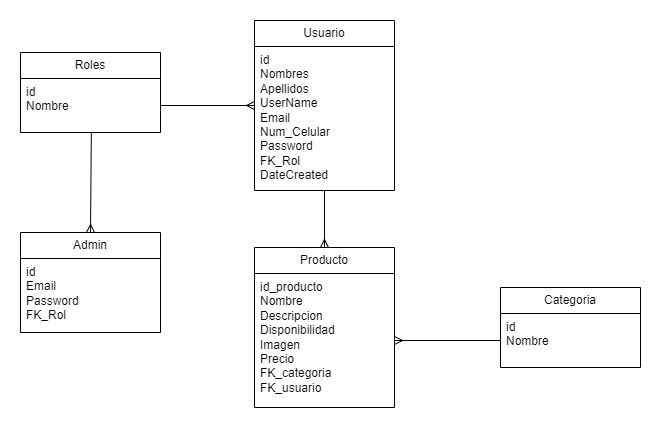 Roles
id
Nombre
Usuario
id
Nombres
Apellidos
UserName
Email
Num_Celular
Password
FK_Rol
DateCreated
Admin
id
Email
Password
FK_Rol
Producto
id_producto
Nombre
Descripcion
Disponibilidad
Imagen
Precio
FK_categoria
FK_usuario
Categoria
id
Nombre